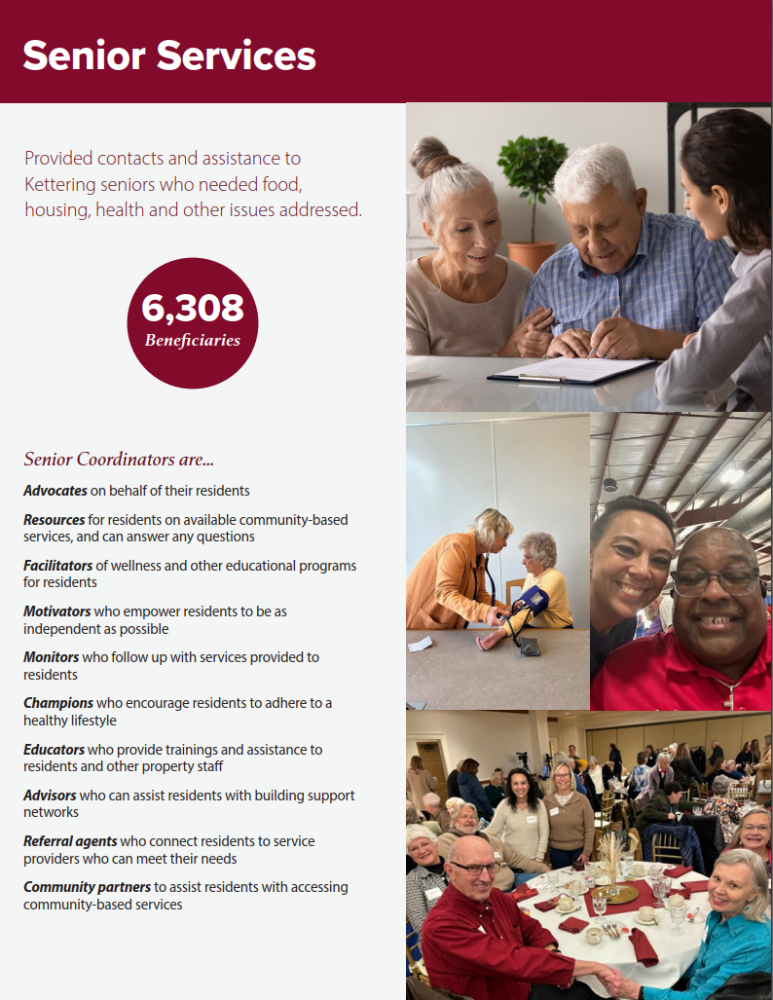 Senior Services
Provided contacts and assistance to
Kettering seniors who needed food,
housing, health and other issues addressed.
6,308
Beneficiaries
Senior Coordinators are...
Advocates on behalf of their residents
Resources for residents on available community-based
services, and can answer any questions
Facilitators of wellness and other educational programs
for residents
Motivators who empower residents to be as
independent as possible
Monitors who follow up with services provided to
residents
Champions who encourage residents to adhere to a
healthy lifestyle
Educators who provide trainings and assistance to
residents and other property staff
Advisors who can assist residents with building support
networks
Referral agents who connect residents to service
providers who can meet their needs
Community partners to assist residents with accessing
community-based services